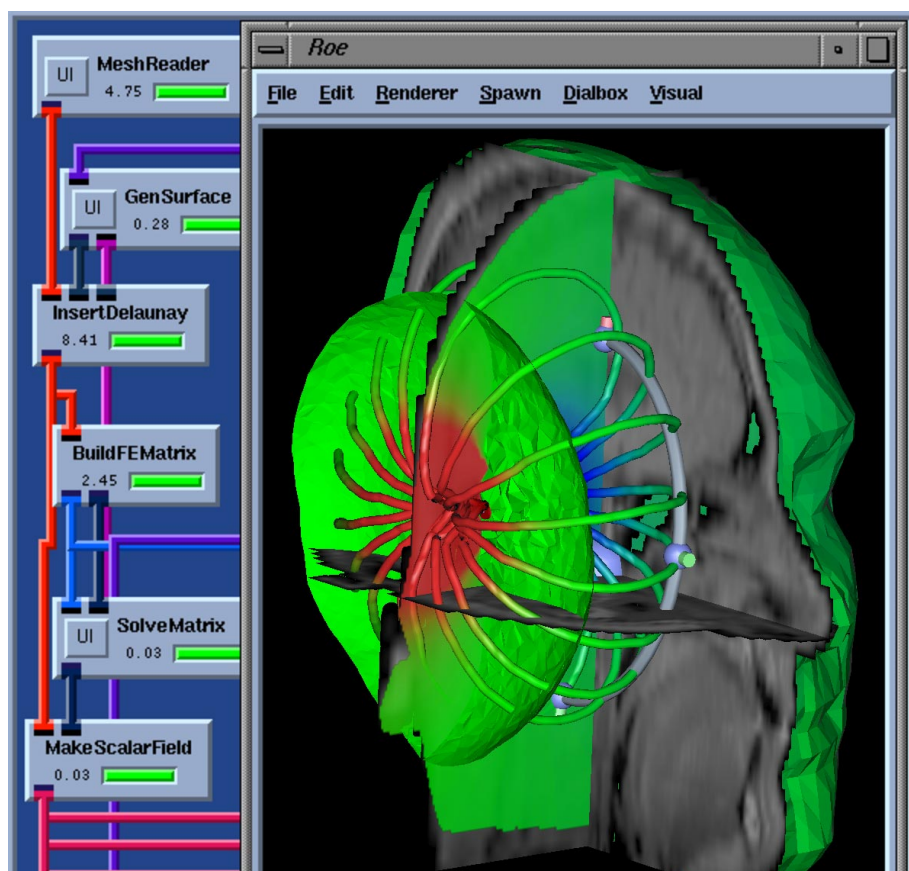 MeshReader
UI
4.75
GenSurface
UI
0.28
InsertDelaunay
8.41
BuildFEMatrix
2.45
SolveMatrix
UI
0.03
MakeScalarField
0.03
Roe
File Edit Renderer Spawn Dialbox Visual